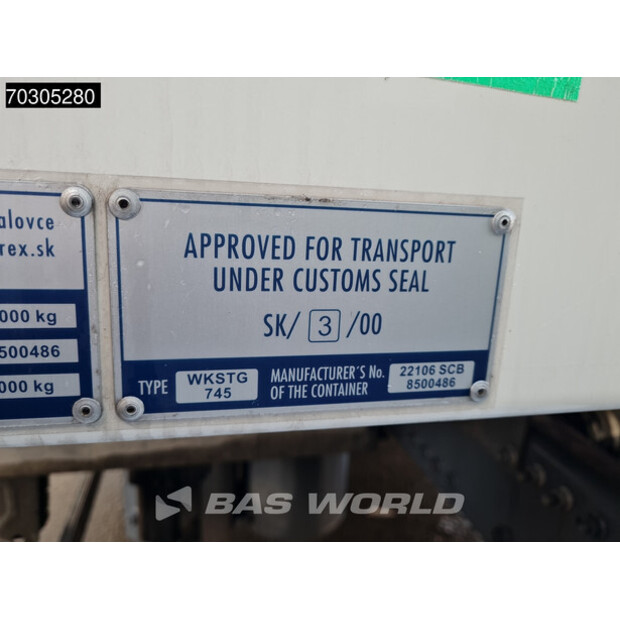 70305280
alovce
rex.sk
000 kg
500486
000 kg
APPROVED FOR TRANSPORT
UNDER CUSTOMS SEAL
SK/ 3 /00
TYPE WKSTG 745
MANUFACTURER'S No. OF THE CONTAINER
22106 SCB 8500486
BAS WORLD